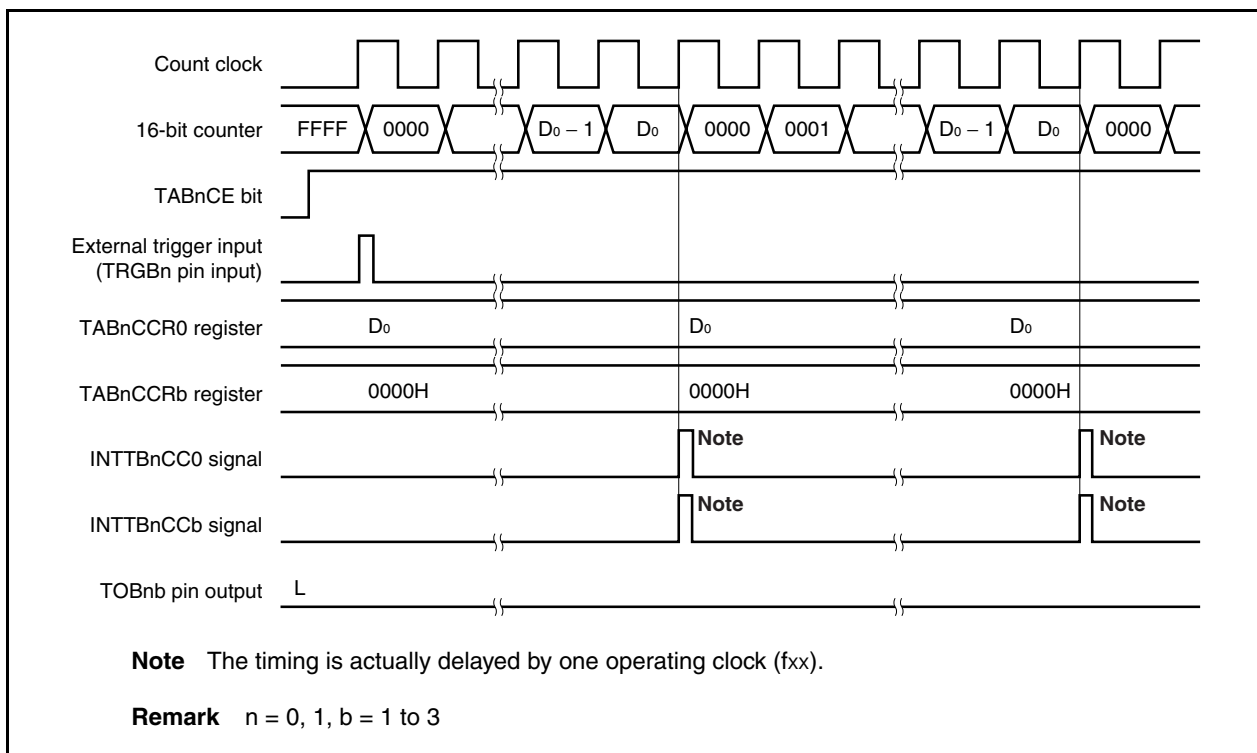 Count clock
16-bit counter FFFF 0000 D₀ − 1 D₀ 0000 0001 D₀ − 1 D₀ 0000
TABnCE bit
External trigger input
(TRGBn pin input)
TABnCCR0 register D₀ D₀ D₀
TABnCCRb register 0000H 0000H 0000H
INTTBnCC0 signal Note Note
INTTBnCCb signal Note Note
TOBnb pin output L
Note The timing is actually delayed by one operating clock (fxx).
Remark n = 0, 1, b = 1 to 3